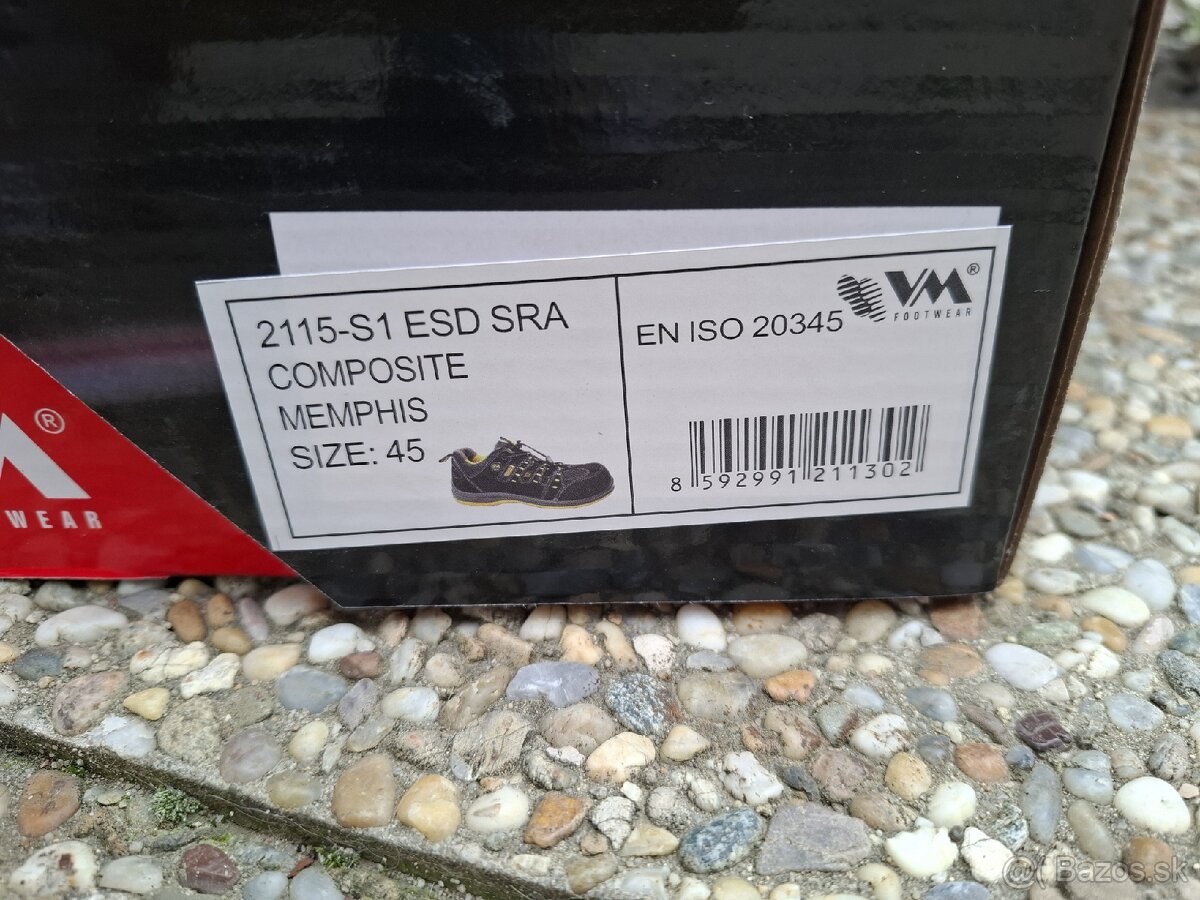 2115-S1 ESD SRA
COMPOSITE
MEMPHIS
SIZE: 45
EN ISO 20345
VM®
FOOTWEAR
8 592991 211302
®
WEAR
@( Bazos.sk